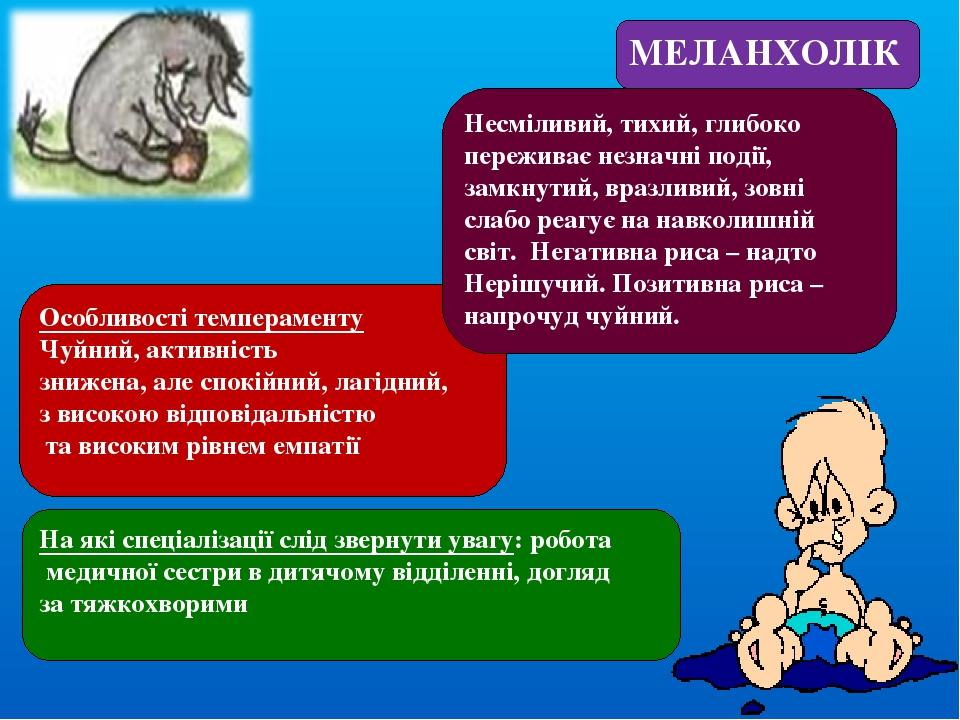 МЕЛАНХОЛІК
Несміливий, тихий, глибоко
переживає незначні події,
замкнутий, вразливий, зовні
слабо реагує на навколишній
світ. Негативна риса – надто
Нерішучий. Позитивна риса –
напрочуд чуйний.
Особливості темпераменту
Чуйний, активність
знижена, але спокійний, лагідний,
з високою відповідальністю
та високим рівнем емпатії
На які спеціалізації слід звернути увагу: робота
медичної сестри в дитячому відділенні, догляд
за тяжкохворими